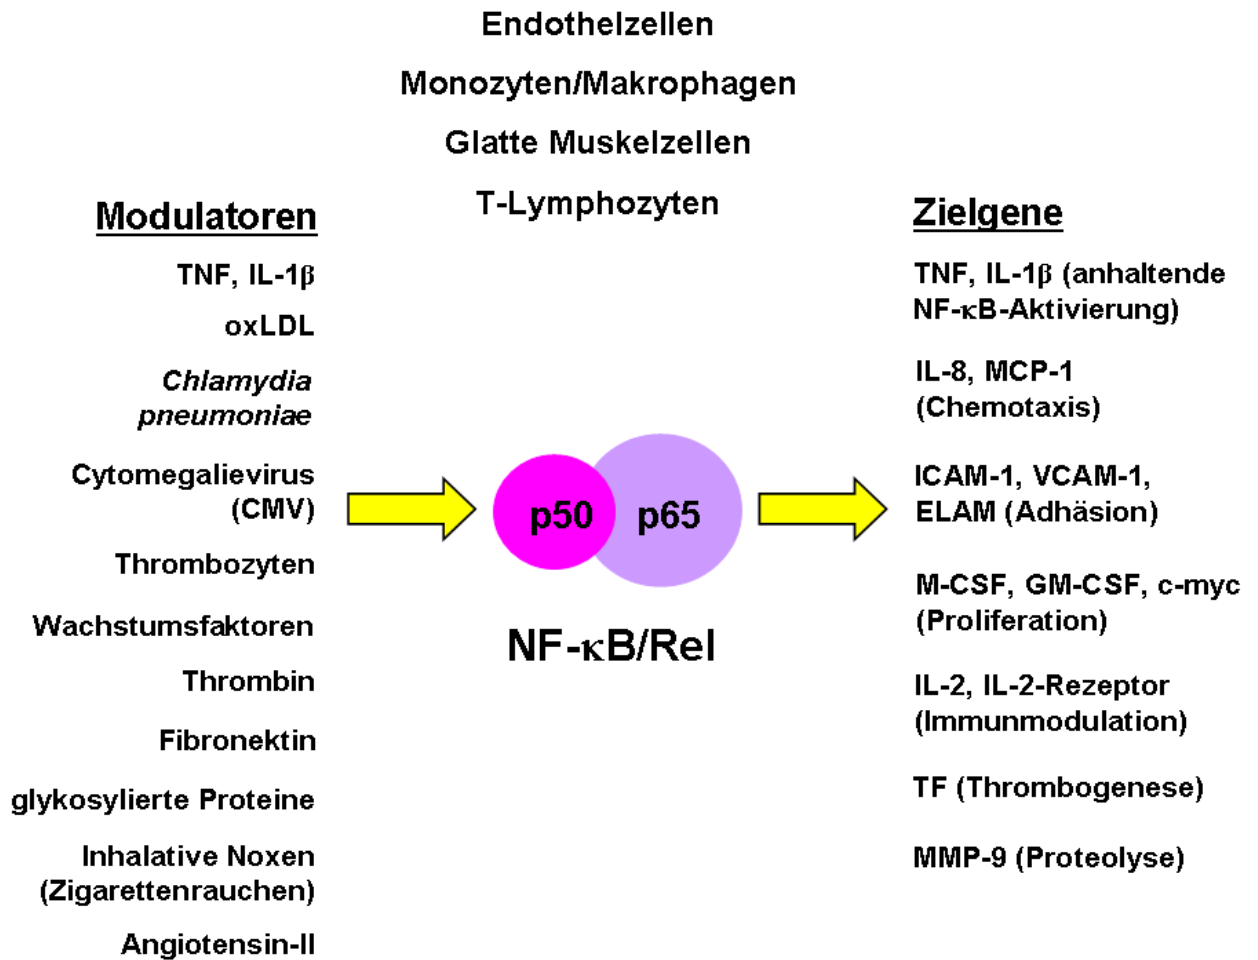 Endothelzellen
Monozyten/Makrophagen
Glatte Muskelzellen
T-Lymphozyten
Modulatoren
TNF, IL-1β
oxLDL
Chlamydia
pneumoniae
Cytomegalievirus
(CMV)
Thrombozyten
Wachstumsfaktoren
Thrombin
Fibronektin
glykosylierte Proteine
Inhalative Noxen
(Zigarettenrauchen)
Angiotensin-II
p50
p65
NF-κB/Rel
Zielgene
TNF, IL-1β (anhaltende
NF-κB-Aktivierung)
IL-8, MCP-1
(Chemotaxis)
ICAM-1, VCAM-1,
ELAM (Adhäsion)
M-CSF, GM-CSF, c-myc
(Proliferation)
IL-2, IL-2-Rezeptor
(Immunmodulation)
TF (Thrombogenese)
MMP-9 (Proteolyse)